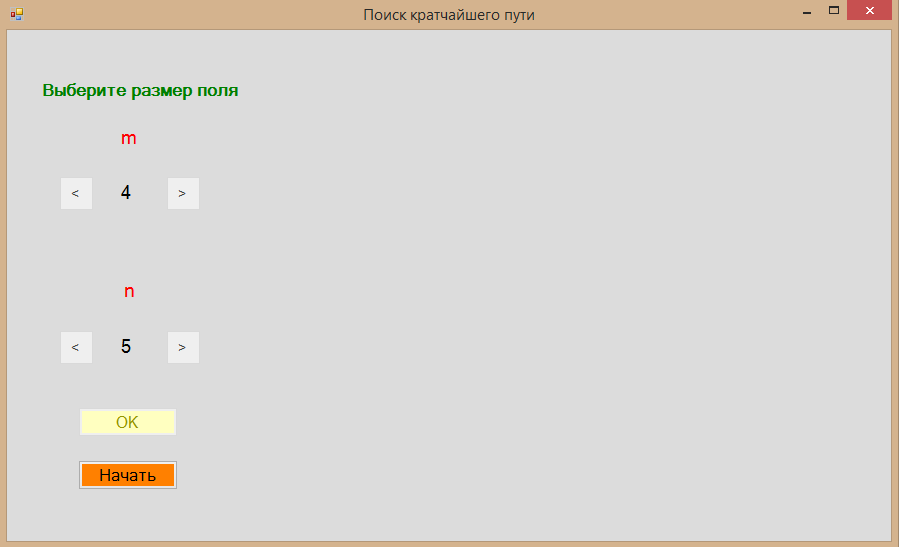 Поиск кратчайшего пути
Выберите размер поля
m
< 4 >
n
< 5 >
OK
Начать